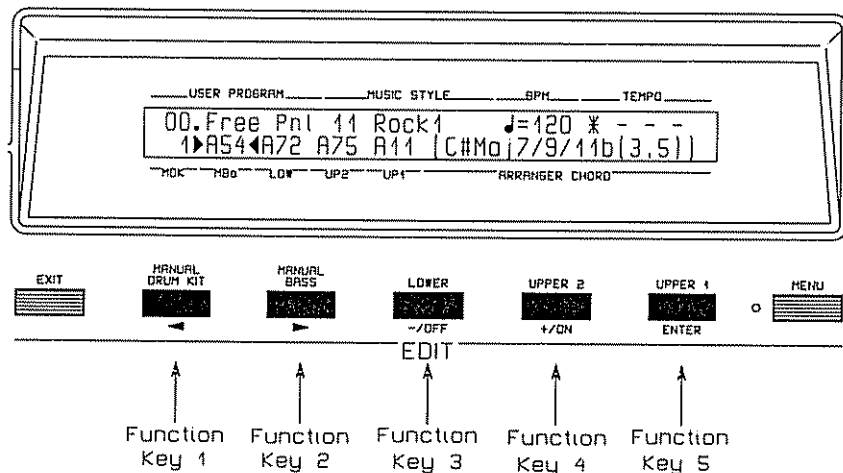 USER PROGRAM MUSIC STYLE BPM TEMPO
00.Free Pnl 11 Rock1 ♩=120 * - - -
1▶A54◀A72 A75 A11 [C#Maj7/9/11b(3,5)]
MDK MBa LOW UP2 UP1 ARRANGER CHORD
EXIT MANUAL DRUM KIT MANUAL BASS LOWER UPPER 2 UPPER 1 MENU
◀ ▶ -/OFF +/ON ENTER
EDIT
Function Key 1 Function Key 2 Function Key 3 Function Key 4 Function Key 5